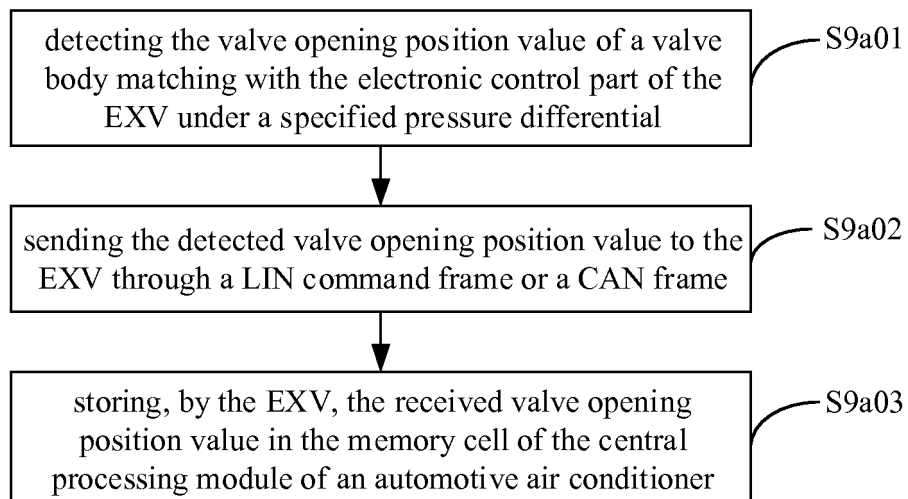 detecting the valve opening position value of a valve
body matching with the electronic control part of the
EXV under a specified pressure differential
S9a01
sending the detected valve opening position value to the
EXV through a LIN command frame or a CAN frame
S9a02
storing, by the EXV, the received valve opening
position value in the memory cell of the central
processing module of an automotive air conditioner
S9a03